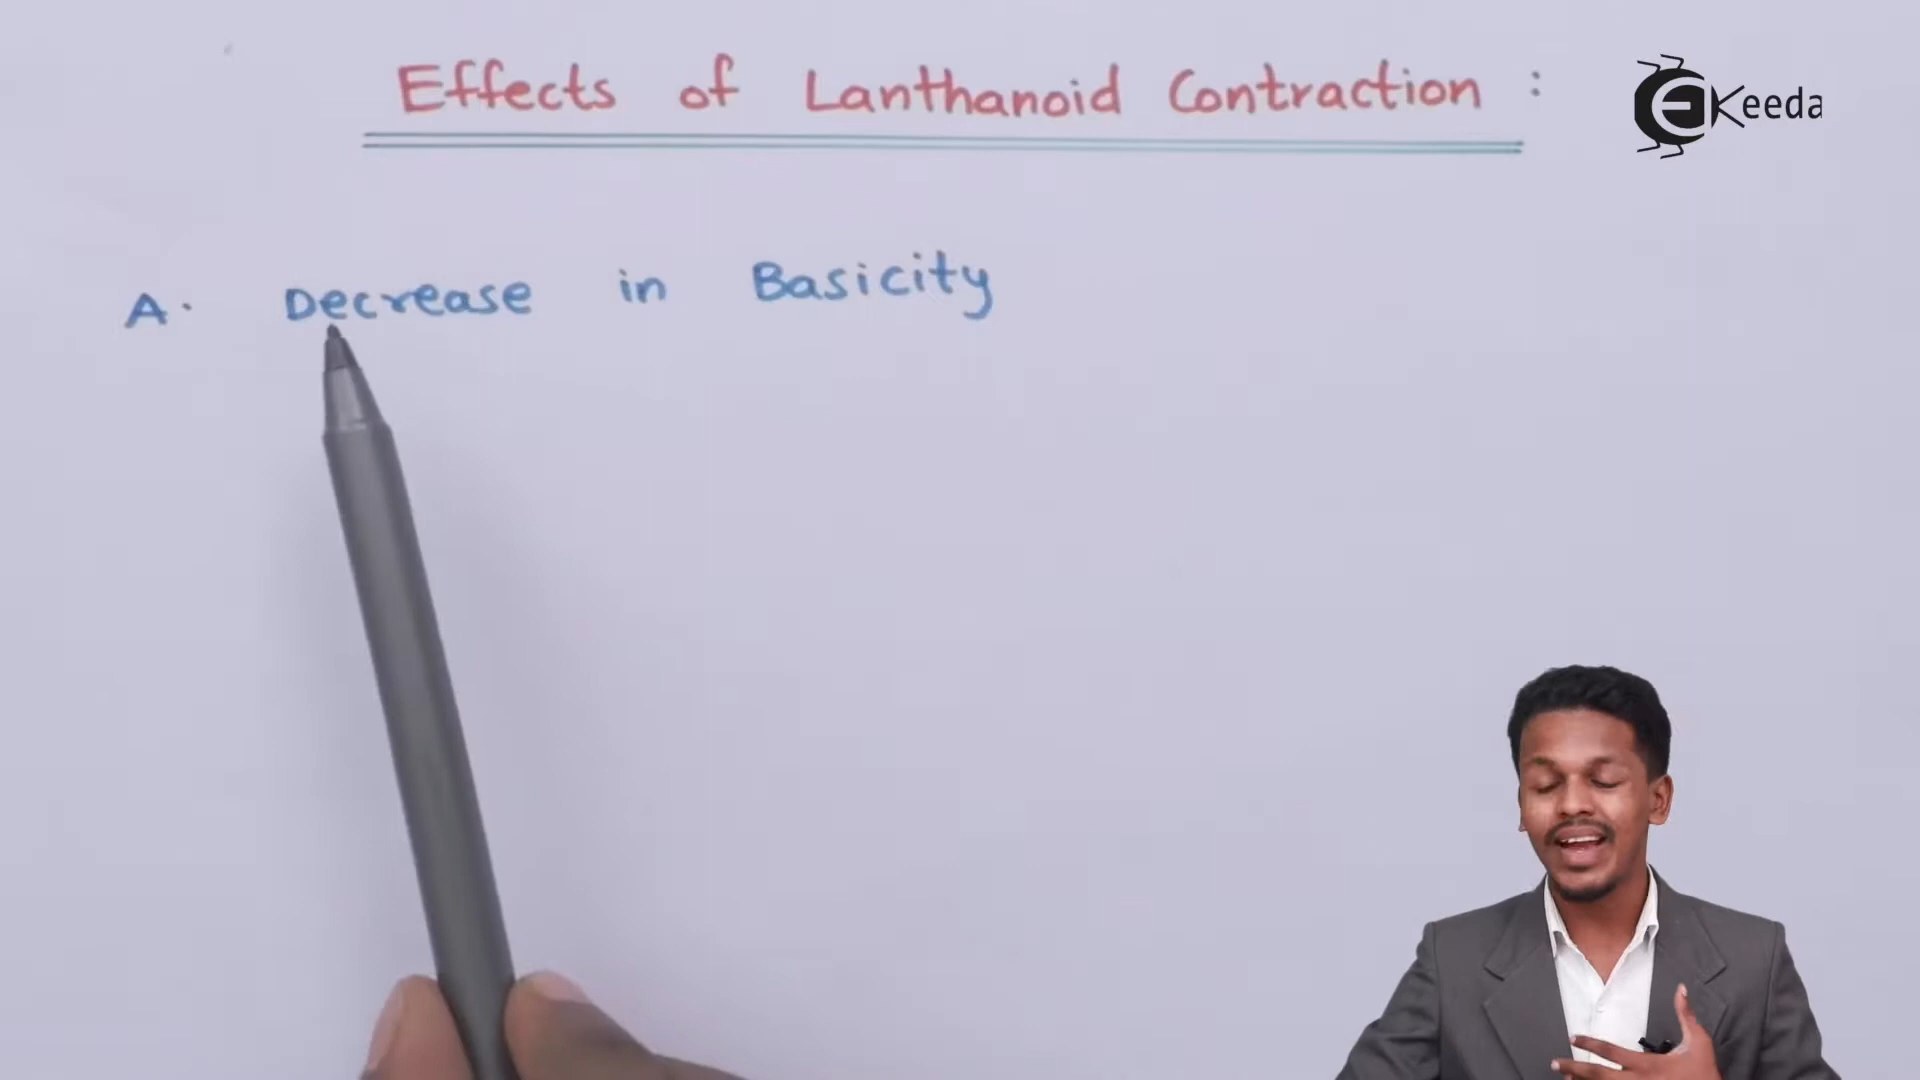 Effects of Lanthanoid Contraction :
EKeeda
A. Decrease in Basicity